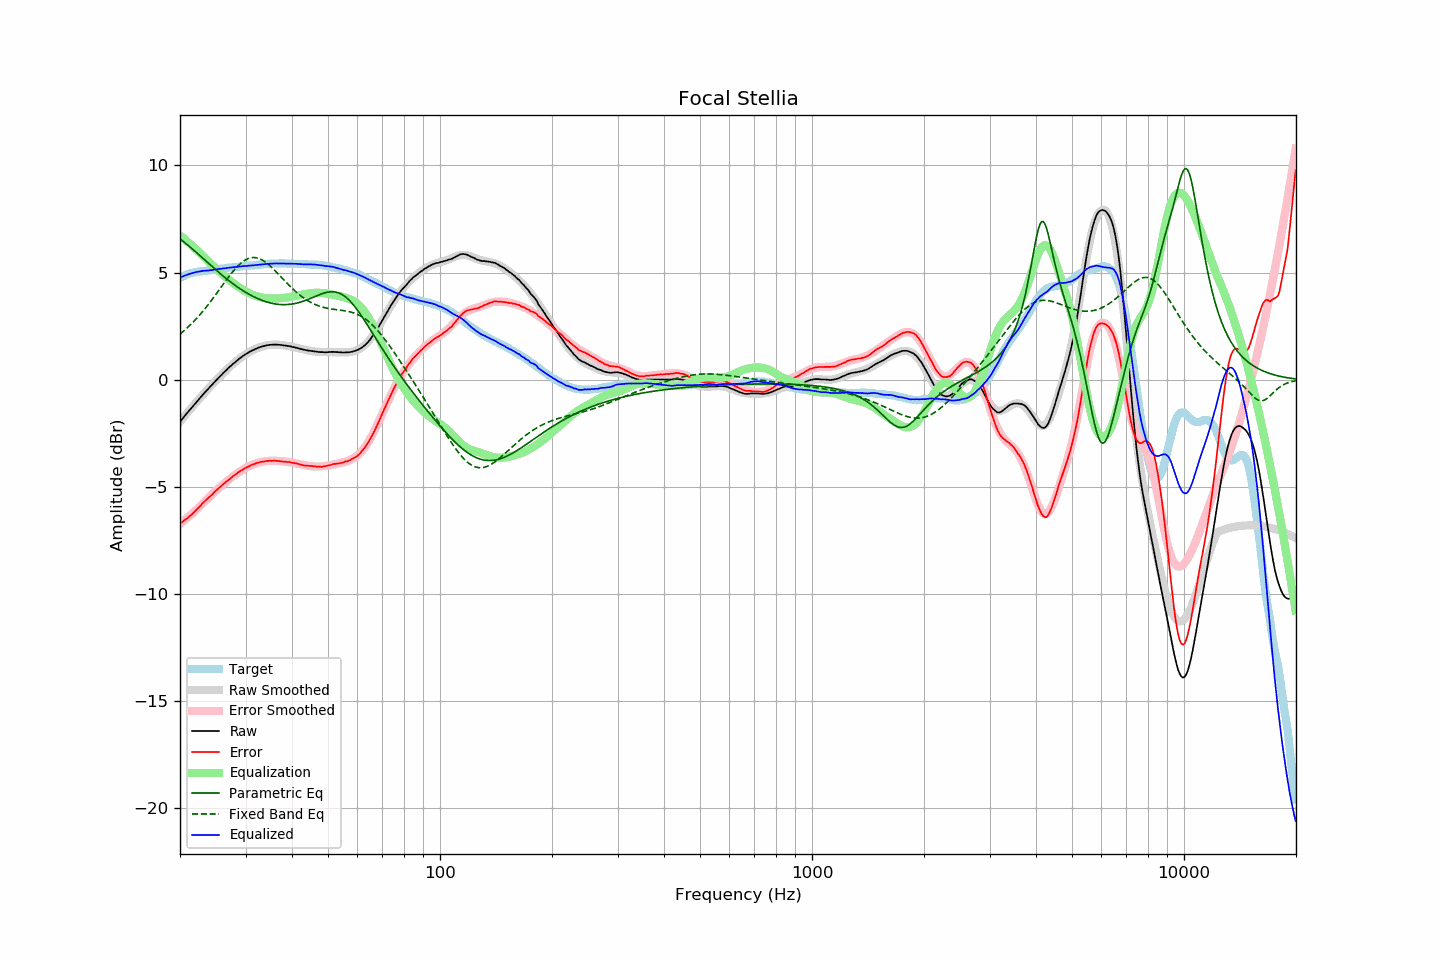 Focal Stellia
Amplitude (dBr)
10
5
0
−5
−10
−15
−20
Target
Raw Smoothed
Error Smoothed
Raw
Error
Equalization
Parametric Eq
Fixed Band Eq
Equalized
100
1000
10000
Frequency (Hz)